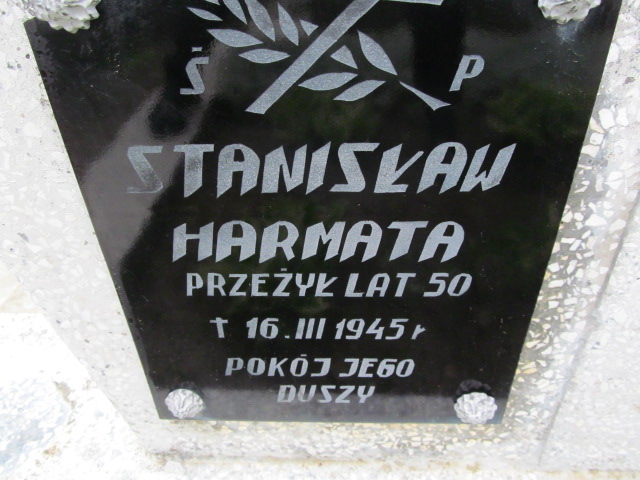 Ś P
STANISŁAW
HARMATA
PRZEŻYŁ LAT 50
† 16.III 1945 r
POKÓJ JEGO
DUSZY